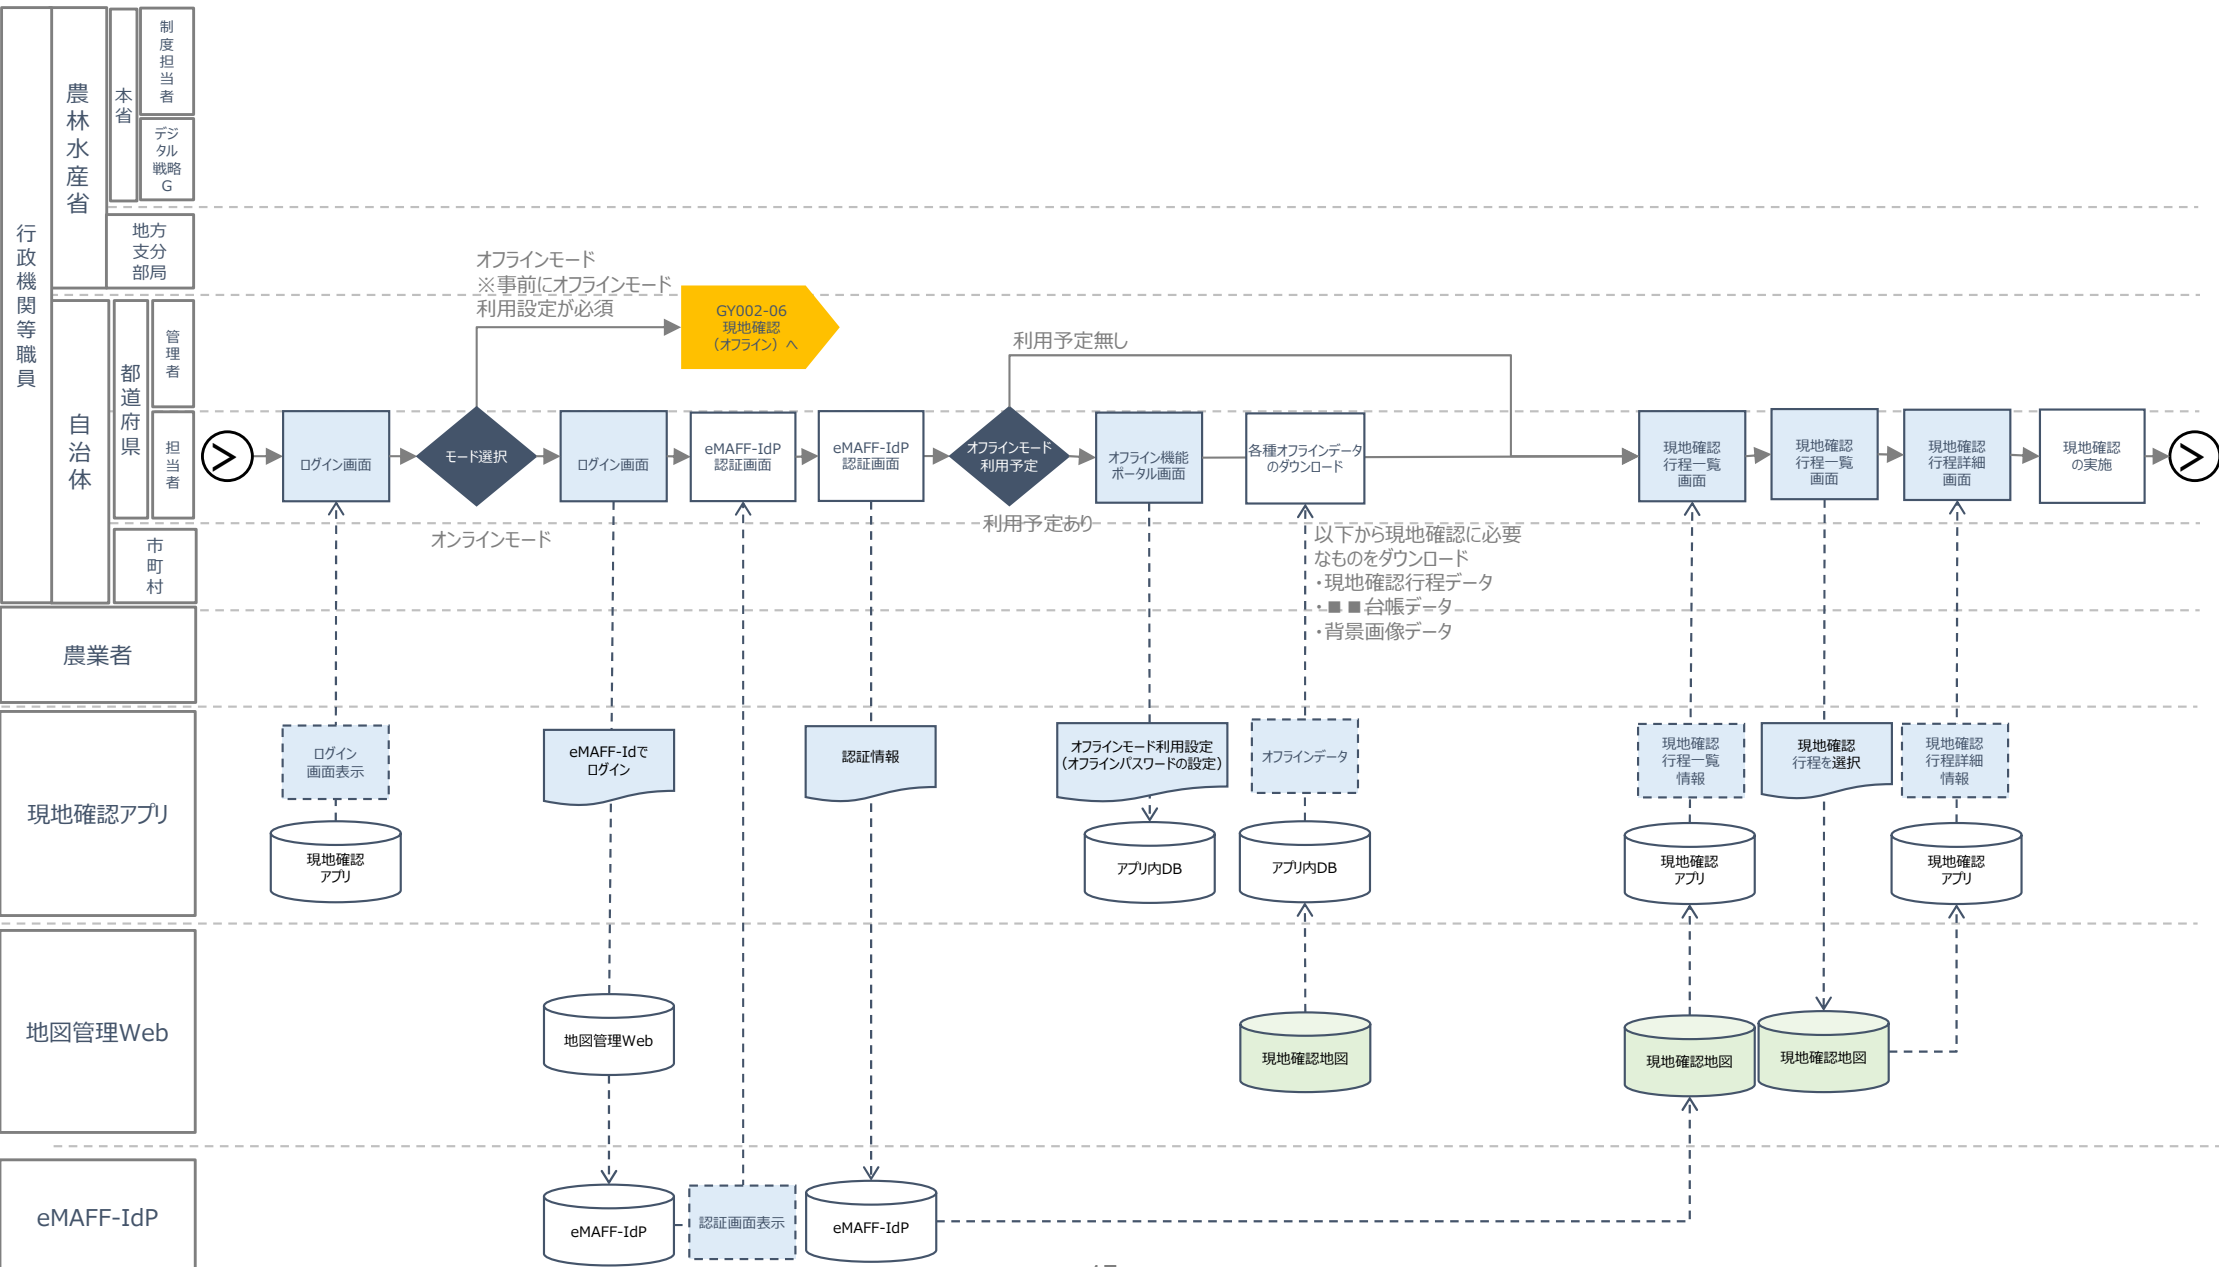 行政機関等職員
農林水産省
本省
制度担当者
デジ
タル
戦略
G
地方
支分
部局
自治体
都道府県
管理者
担当者
市町村
農業者
現地確認アプリ
地図管理Web
eMAFF-IdP
オフラインモード
※事前にオフラインモード
利用設定が必須
GY002-06
現地確認
（オフライン）へ
利用予定無し
ログイン画面
モード選択
ログイン画面
eMAFF-IdP
認証画面
eMAFF-IdP
認証画面
オフラインモード
利用予定
オフライン機能
ポータル画面
各種オフラインデータ
のダウンロード
現地確認
行程一覧
画面
現地確認
行程一覧
画面
現地確認
行程詳細
画面
現地確認
の実施
オンラインモード
利用予定あり
以下から現地確認に必要
なものをダウンロード
・現地確認行程データ
・■■台帳データ
・背景画像データ
ログイン
画面表示
eMAFF-Idで
ログイン
認証情報
オフラインモード利用設定
（オフラインパスワードの設定）
オフラインデータ
現地確認
行程一覧
情報
現地確認
行程を選択
現地確認
行程詳細
情報
現地確認
アプリ
アプリ内DB
アプリ内DB
現地確認
アプリ
現地確認
アプリ
地図管理Web
現地確認地図
現地確認地図
現地確認地図
eMAFF-IdP
認証画面表示
eMAFF-IdP